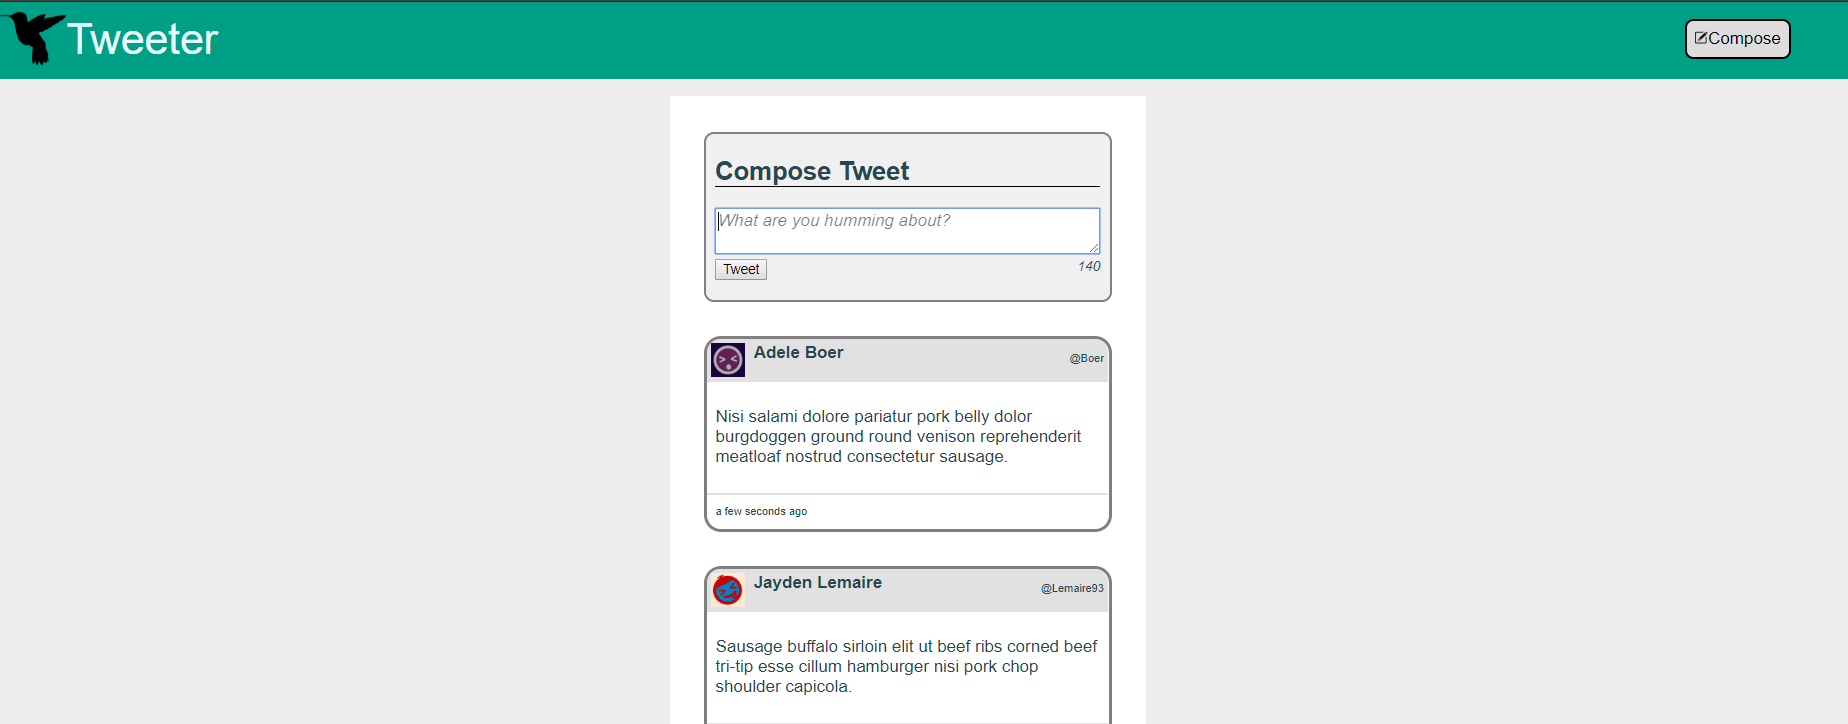 Tweeter
Compose
Compose Tweet
What are you humming about?
Tweet
140
Adele Boer
@Boer
Nisi salami dolore pariatur pork belly dolor
burgdoggen ground round venison reprehenderit
meatloaf nostrud consectetur sausage.
a few seconds ago
Jayden Lemaire
@Lemaire93
Sausage buffalo sirloin elit ut beef ribs corned beef
tri-tip esse cillum hamburger nisi pork chop
shoulder capicola.